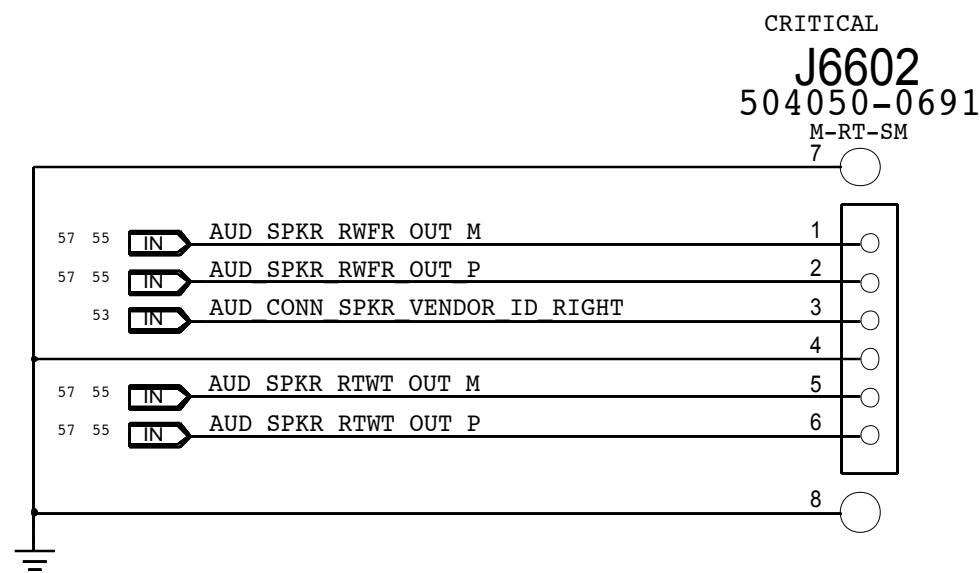 CRITICAL
J6602
504050-0691
M-RT-SM
7
57 55 IN AUD_SPKR_RWFR_OUT_M 1
57 55 IN AUD_SPKR_RWFR_OUT_P 2
53 IN AUD_CONN_SPKR_VENDOR_ID_RIGHT 3
4
57 55 IN AUD_SPKR_RTWT_OUT_M 5
57 55 IN AUD_SPKR_RTWT_OUT_P 6
8